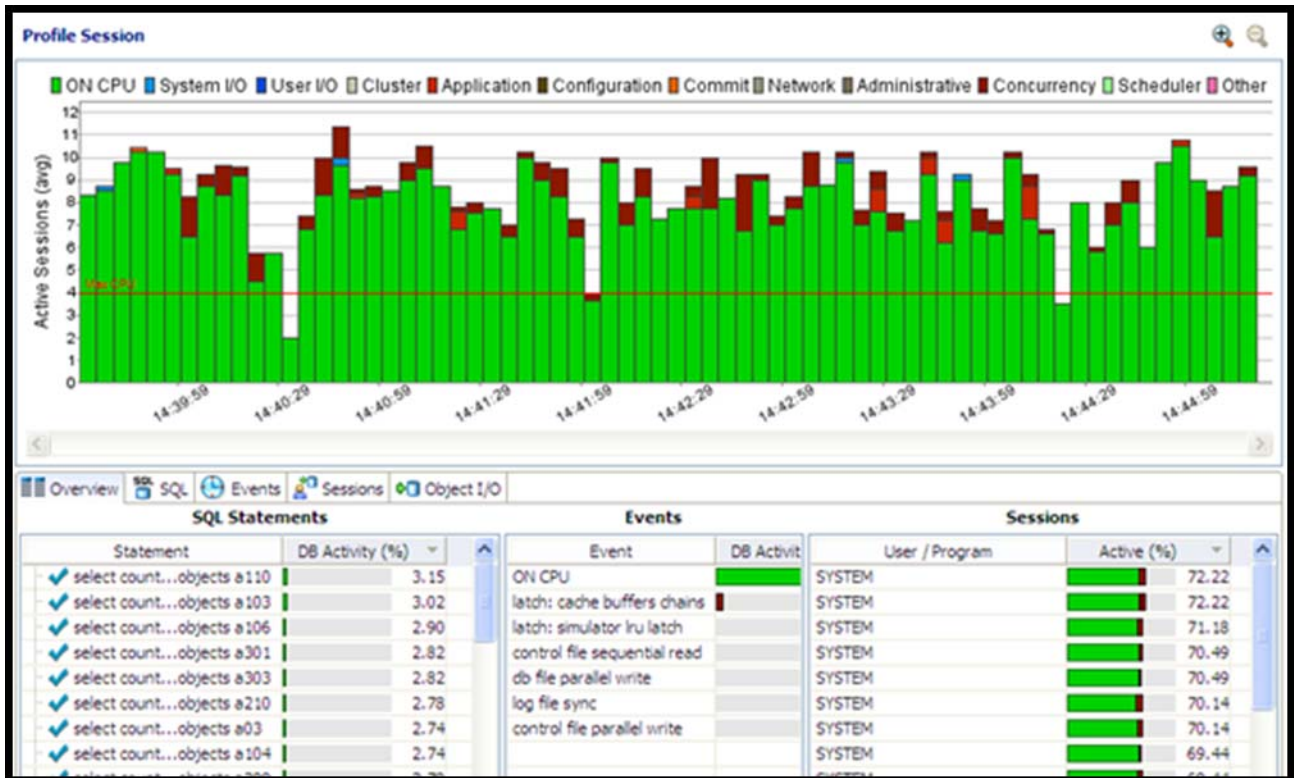 Profile Session
ON CPU System I/O User I/O Cluster Application Configuration Commit Network Administrative Concurrency Scheduler Other
Active Sessions (avg)
12
11
10
9
8
7
6
5
4
3
2
1
0
Max CPU
14:39:59 14:40:29 14:40:59 14:41:29 14:41:59 14:42:29 14:42:59 14:43:29 14:43:59 14:44:29 14:44:59
Overview SQL Events Sessions Object I/O
SQL Statements Events Sessions
Statement DB Activity (%) Event DB Activit User / Program Active (%)
select count...objects a110 3.15 ON CPU SYSTEM 72.22
select count...objects a103 3.02 latch: cache buffers chains SYSTEM 72.22
select count...objects a106 2.90 latch: simulator lru latch SYSTEM 71.18
select count...objects a301 2.82 control file sequential read SYSTEM 70.49
select count...objects a303 2.82 db file parallel write SYSTEM 70.49
select count...objects a210 2.78 log file sync SYSTEM 70.14
select count...objects a03 2.74 control file parallel write SYSTEM 70.14
select count...objects a104 2.74 SYSTEM 69.44